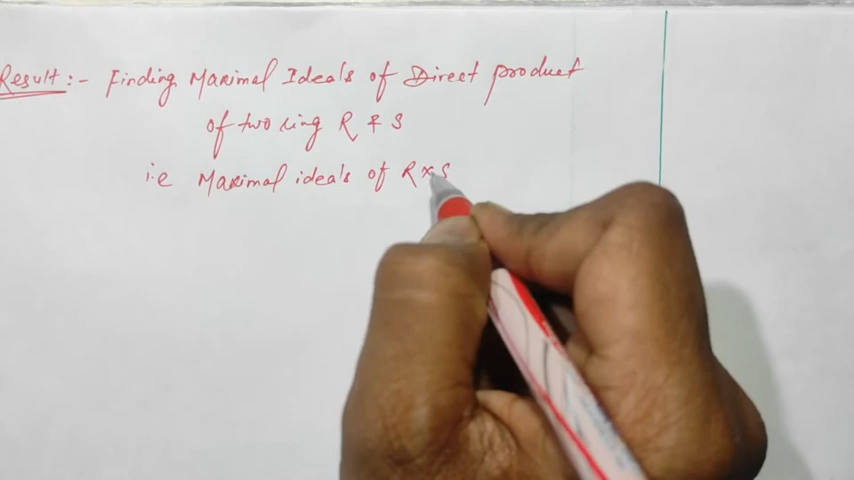 Result:- Finding Maximal Ideals of Direct product
of two ring R & S
i.e Maximal ideals of R×S